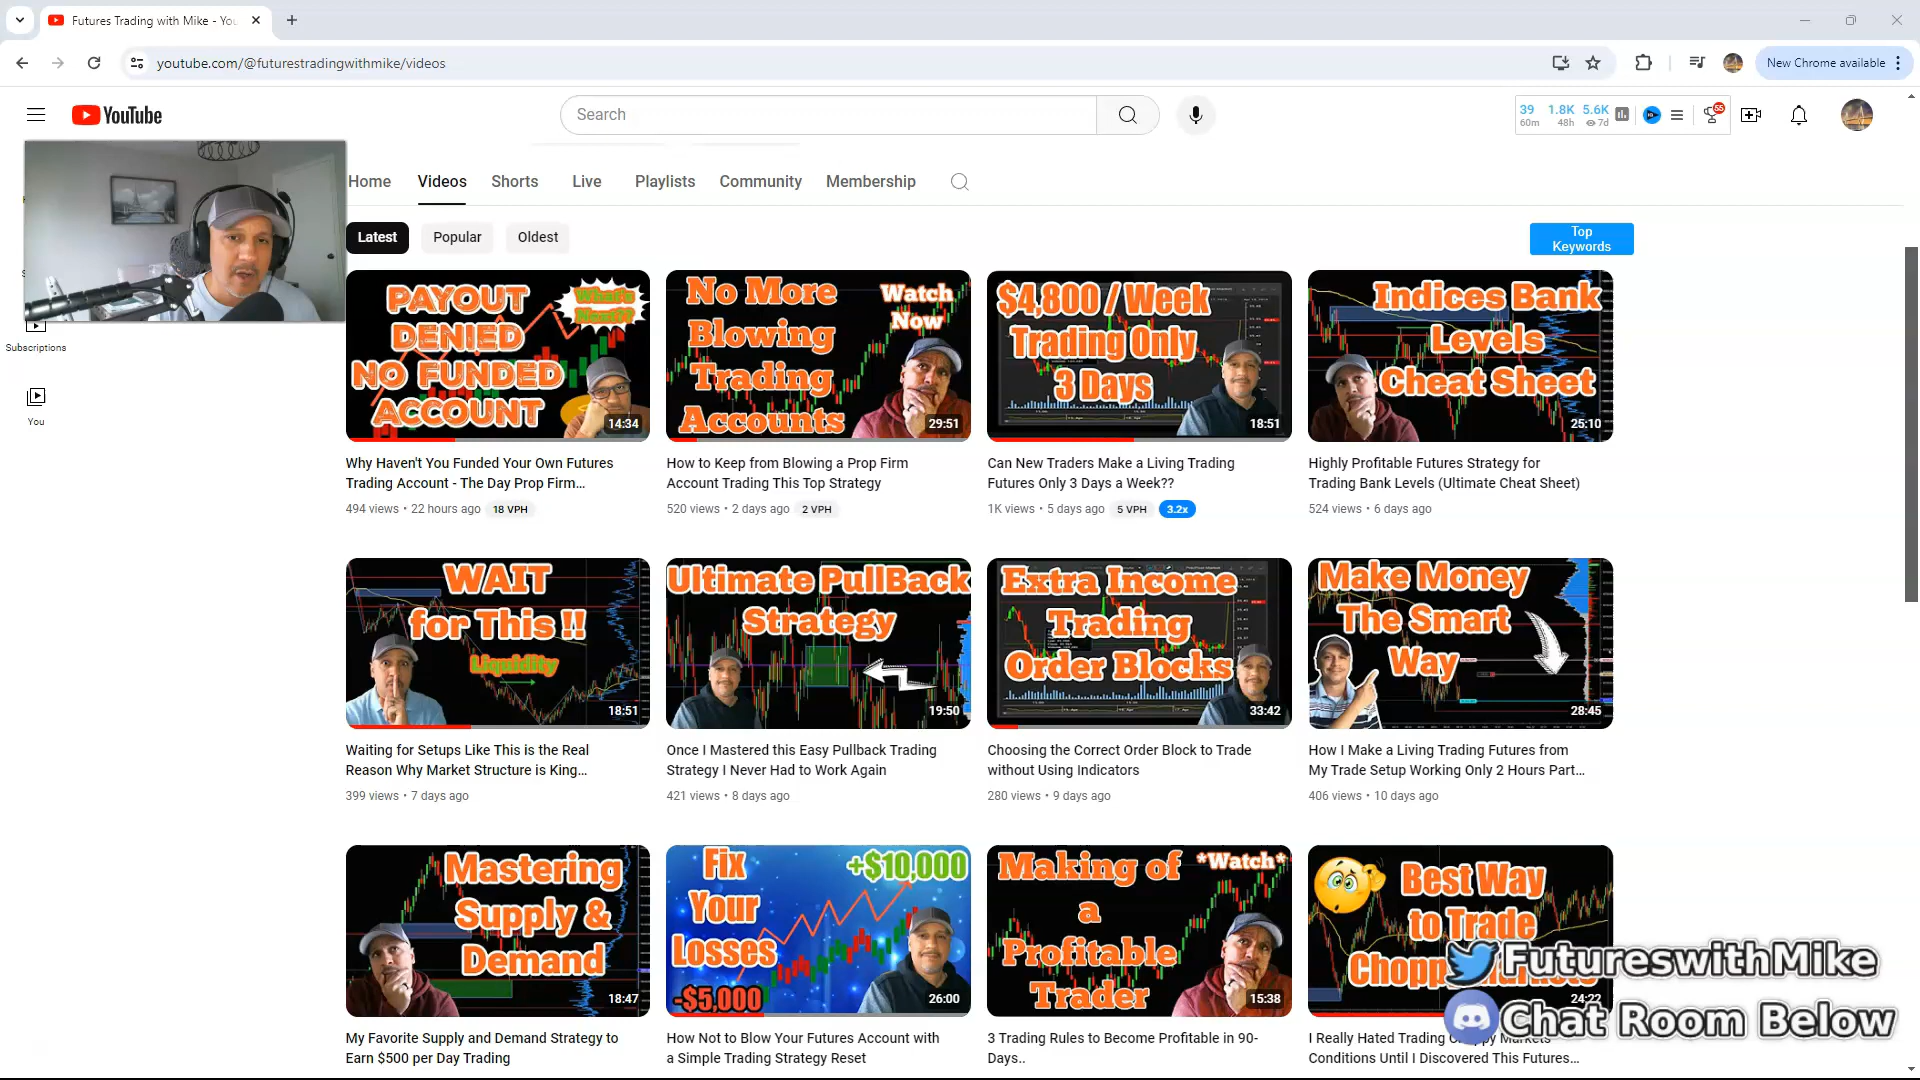 Futures Trading with Mike - You
youtube.com/@futurestradingwithmike/videos
New Chrome available
YouTube
Search
39 1.8K 5.6K
60m 48h 7d
55
Home Videos Shorts Live Playlists Community Membership
Latest Popular Oldest
Top
Keywords
Subscriptions
You
PAYOUT
DENIED
NO FUNDED
ACCOUNT
What's
Next??
14:34
No More
Blowing
Trading
Accounts
Watch
Now
29:51
$4,800 / Week
Trading Only
3 Days
18:51
Indices Bank
Levels
Cheat Sheet
25:10
Why Haven't You Funded Your Own Futures
Trading Account - The Day Prop Firm...
494 views • 22 hours ago 18 VPH
How to Keep from Blowing a Prop Firm
Account Trading This Top Strategy
520 views • 2 days ago 2 VPH
Can New Traders Make a Living Trading
Futures Only 3 Days a Week??
1K views • 5 days ago 5 VPH 3.2x
Highly Profitable Futures Strategy for
Trading Bank Levels (Ultimate Cheat Sheet)
524 views • 6 days ago
WAIT
for This !!
Liquidity
18:51
Ultimate PullBack
Strategy
19:50
Extra Income
Trading
Order Blocks
33:42
Make Money
The Smart
Way
28:45
Waiting for Setups Like This is the Real
Reason Why Market Structure is King...
399 views • 7 days ago
Once I Mastered this Easy Pullback Trading
Strategy I Never Had to Work Again
421 views • 8 days ago
Choosing the Correct Order Block to Trade
without Using Indicators
280 views • 9 days ago
How I Make a Living Trading Futures from
My Trade Setup Working Only 2 Hours Part...
406 views • 10 days ago
Mastering
Supply &
Demand
18:47
Fix
Your
Losses
+$10,000
-$5,000
26:00
Making of
a
Profitable
Trader
*Watch*
15:38
Best Way
to Trade
24:22
My Favorite Supply and Demand Strategy to
Earn $500 per Day Trading
How Not to Blow Your Futures Account with
a Simple Trading Strategy Reset
3 Trading Rules to Become Profitable in 90-
Days..
I Really Hated Trading Choppy Markets
Conditions Until I Discovered This Futures...
FutureswithMike
Chat Room Below